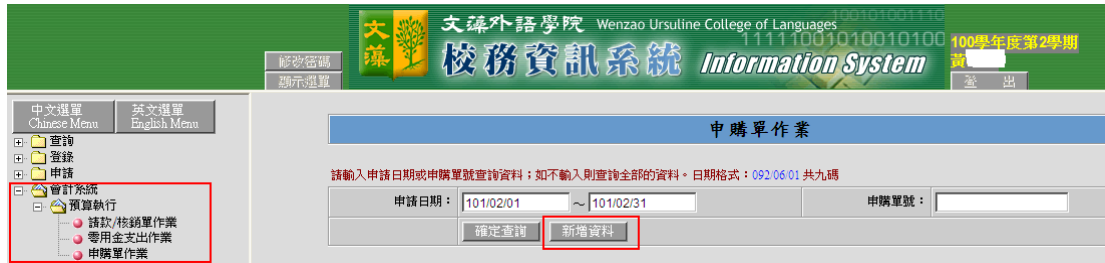 文藻
文藻外語學院 Wenzao Ursuline College of Languages
校務資訊系統 Information System
100學年度第2學期
黃
修改密碼
顯示選單
登 出
中文選單
Chinese Menu
英文選單
English Menu
查詢
登錄
申請
會計系統
預算執行
請款/核銷單作業
零用金支出作業
申購單作業
申購單作業
請輸入申請日期或申購單號查詢資料；如不輸入則查詢全部的資料。日期格式：092/06/01 共九碼
申請日期： 101/02/01 ～ 101/02/31 申購單號：
確定查詢 新增資料